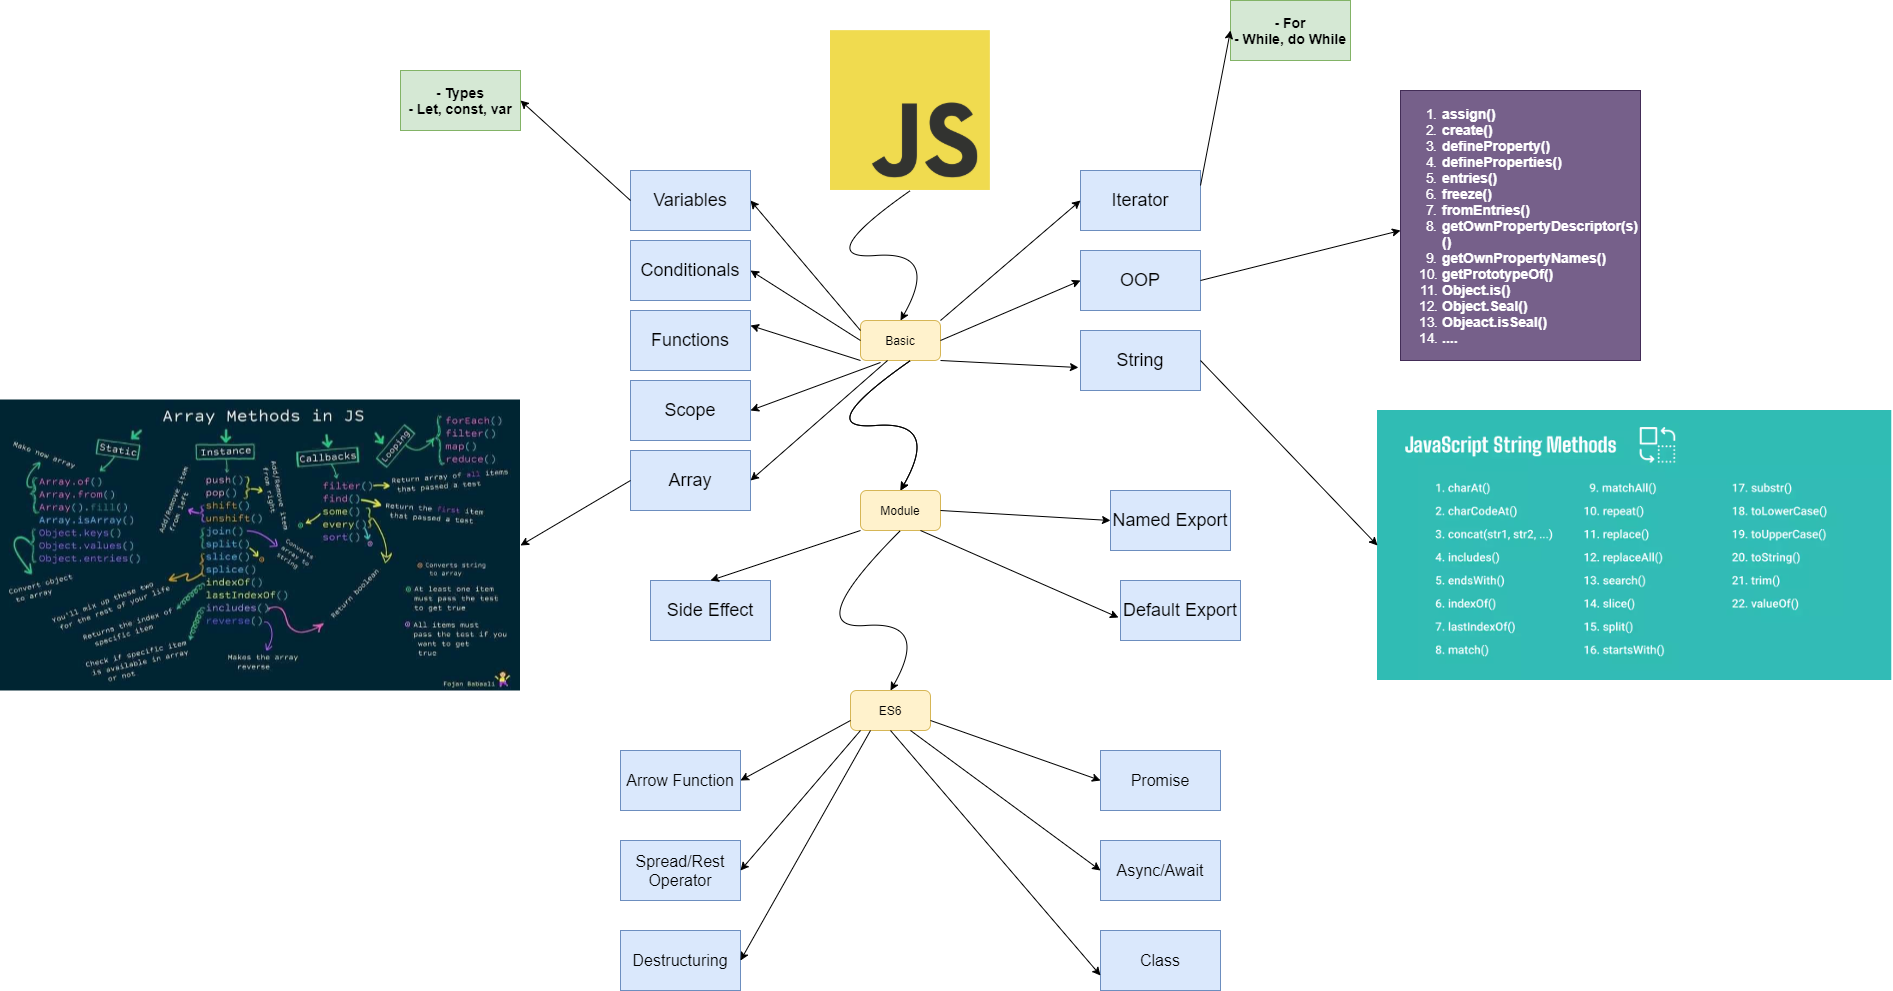 - For
- While, do While
- Types
- Let, const, var
JS
1. assign()
2. create()
3. defineProperty()
4. defineProperties()
5. entries()
6. freeze()
7. fromEntries()
8. getOwnPropertyDescriptor(s)
()
9. getOwnPropertyNames()
10. getPrototypeOf()
11. Object.is()
12. Object.Seal()
13. Objeact.isSeal()
14. ....
Variables
Iterator
Conditionals
OOP
Functions
Basic
String
Scope
Array
Array Methods in JS
Make new array
Static
Instance
Callbacks
Looping
forEach()
filter()
map()
reduce()
Array.of()
Array.from()
Array().fill()
Array.isArray()
Object.keys()
Object.values()
Object.entries()
Convert object
to array
Add/Remove item
from left
push()
pop()
shift()
unshift()
join()
split()
slice()
splice()
indexOf()
lastIndexOf()
includes()
reverse()
Add/Remove item
from right
Converts
array to
string
You'll mix up these two
for the rest of your life
Returns the index of
specific item
Check if specific item
is available in array
or not
Makes the array
reverse
filter()
find()
some()
every()
sort()
Return array of all items
that passed a test
Return the first item
that passed a test
Return boolean
Converts string
to array
At least one item
must pass the test
to get true
All items must
pass the test if you
want to get
true
Fojan Babaali
JavaScript String Methods
1. charAt()
2. charCodeAt()
3. concat(str1, str2, ...)
4. includes()
5. endsWith()
6. indexOf()
7. lastIndexOf()
8. match()
9. matchAll()
10. repeat()
11. replace()
12. replaceAll()
13. search()
14. slice()
15. split()
16. startsWith()
17. substr()
18. toLowerCase()
19. toUpperCase()
20. toString()
21. trim()
22. valueOf()
Module
Named Export
Side Effect
Default Export
ES6
Arrow Function
Promise
Spread/Rest
Operator
Async/Await
Destructuring
Class